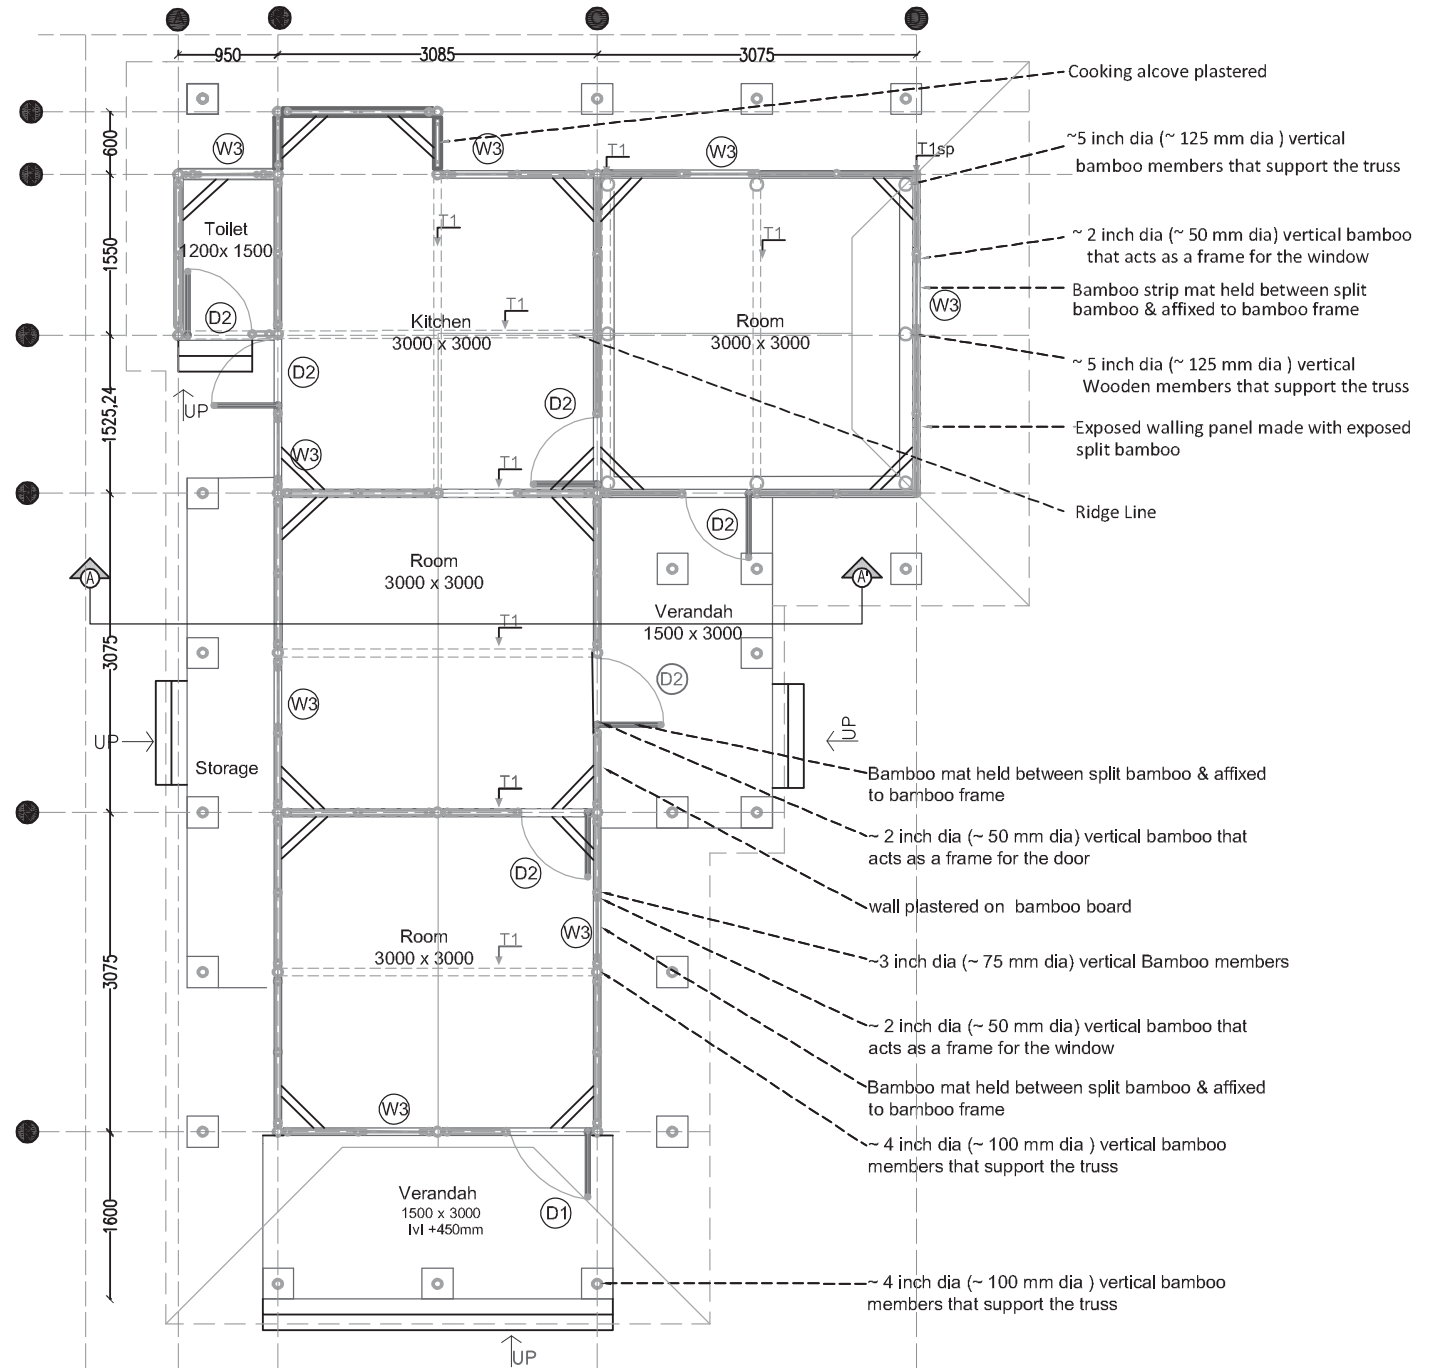 A
C
D
950
3085
3075
Cooking alcove plastered
600
W3
W3
T1
W3
T1sp
~5 inch dia (~ 125 mm dia ) vertical
bamboo members that support the truss
Toilet
1200x 1500
T1
T1
~ 2 inch dia (~ 50 mm dia) vertical bamboo
that acts as a frame for the window
1550
Bamboo strip mat held between split
bamboo & affixed to bamboo frame
D2
T1
W3
Kitchen
3000 x 3000
Room
3000 x 3000
~ 5 inch dia (~ 125 mm dia ) vertical
Wooden members that support the truss
D2
UP
1525,24
D2
Exposed walling panel made with exposed
split bamboo
W3
T1
Ridge Line
D2
Room
3000 x 3000
A
A'
Verandah
1500 x 3000
T1
3075
D2
W3
UP
UP
Storage
T1
Bamboo mat held between split bamboo & affixed
to bamboo frame
~ 2 inch dia (~ 50 mm dia) vertical bamboo that
acts as a frame for the door
D2
wall plastered on bamboo board
W3
Room
3000 x 3000
T1
~3 inch dia (~ 75 mm dia) vertical Bamboo members
3075
~ 2 inch dia (~ 50 mm dia) vertical bamboo that
acts as a frame for the window
Bamboo mat held between split bamboo & affixed
to bamboo frame
W3
~ 4 inch dia (~ 100 mm dia ) vertical bamboo
members that support the truss
Verandah
1500 x 3000
lvl +450mm
D1
1600
~ 4 inch dia (~ 100 mm dia ) vertical bamboo
members that support the truss
UP